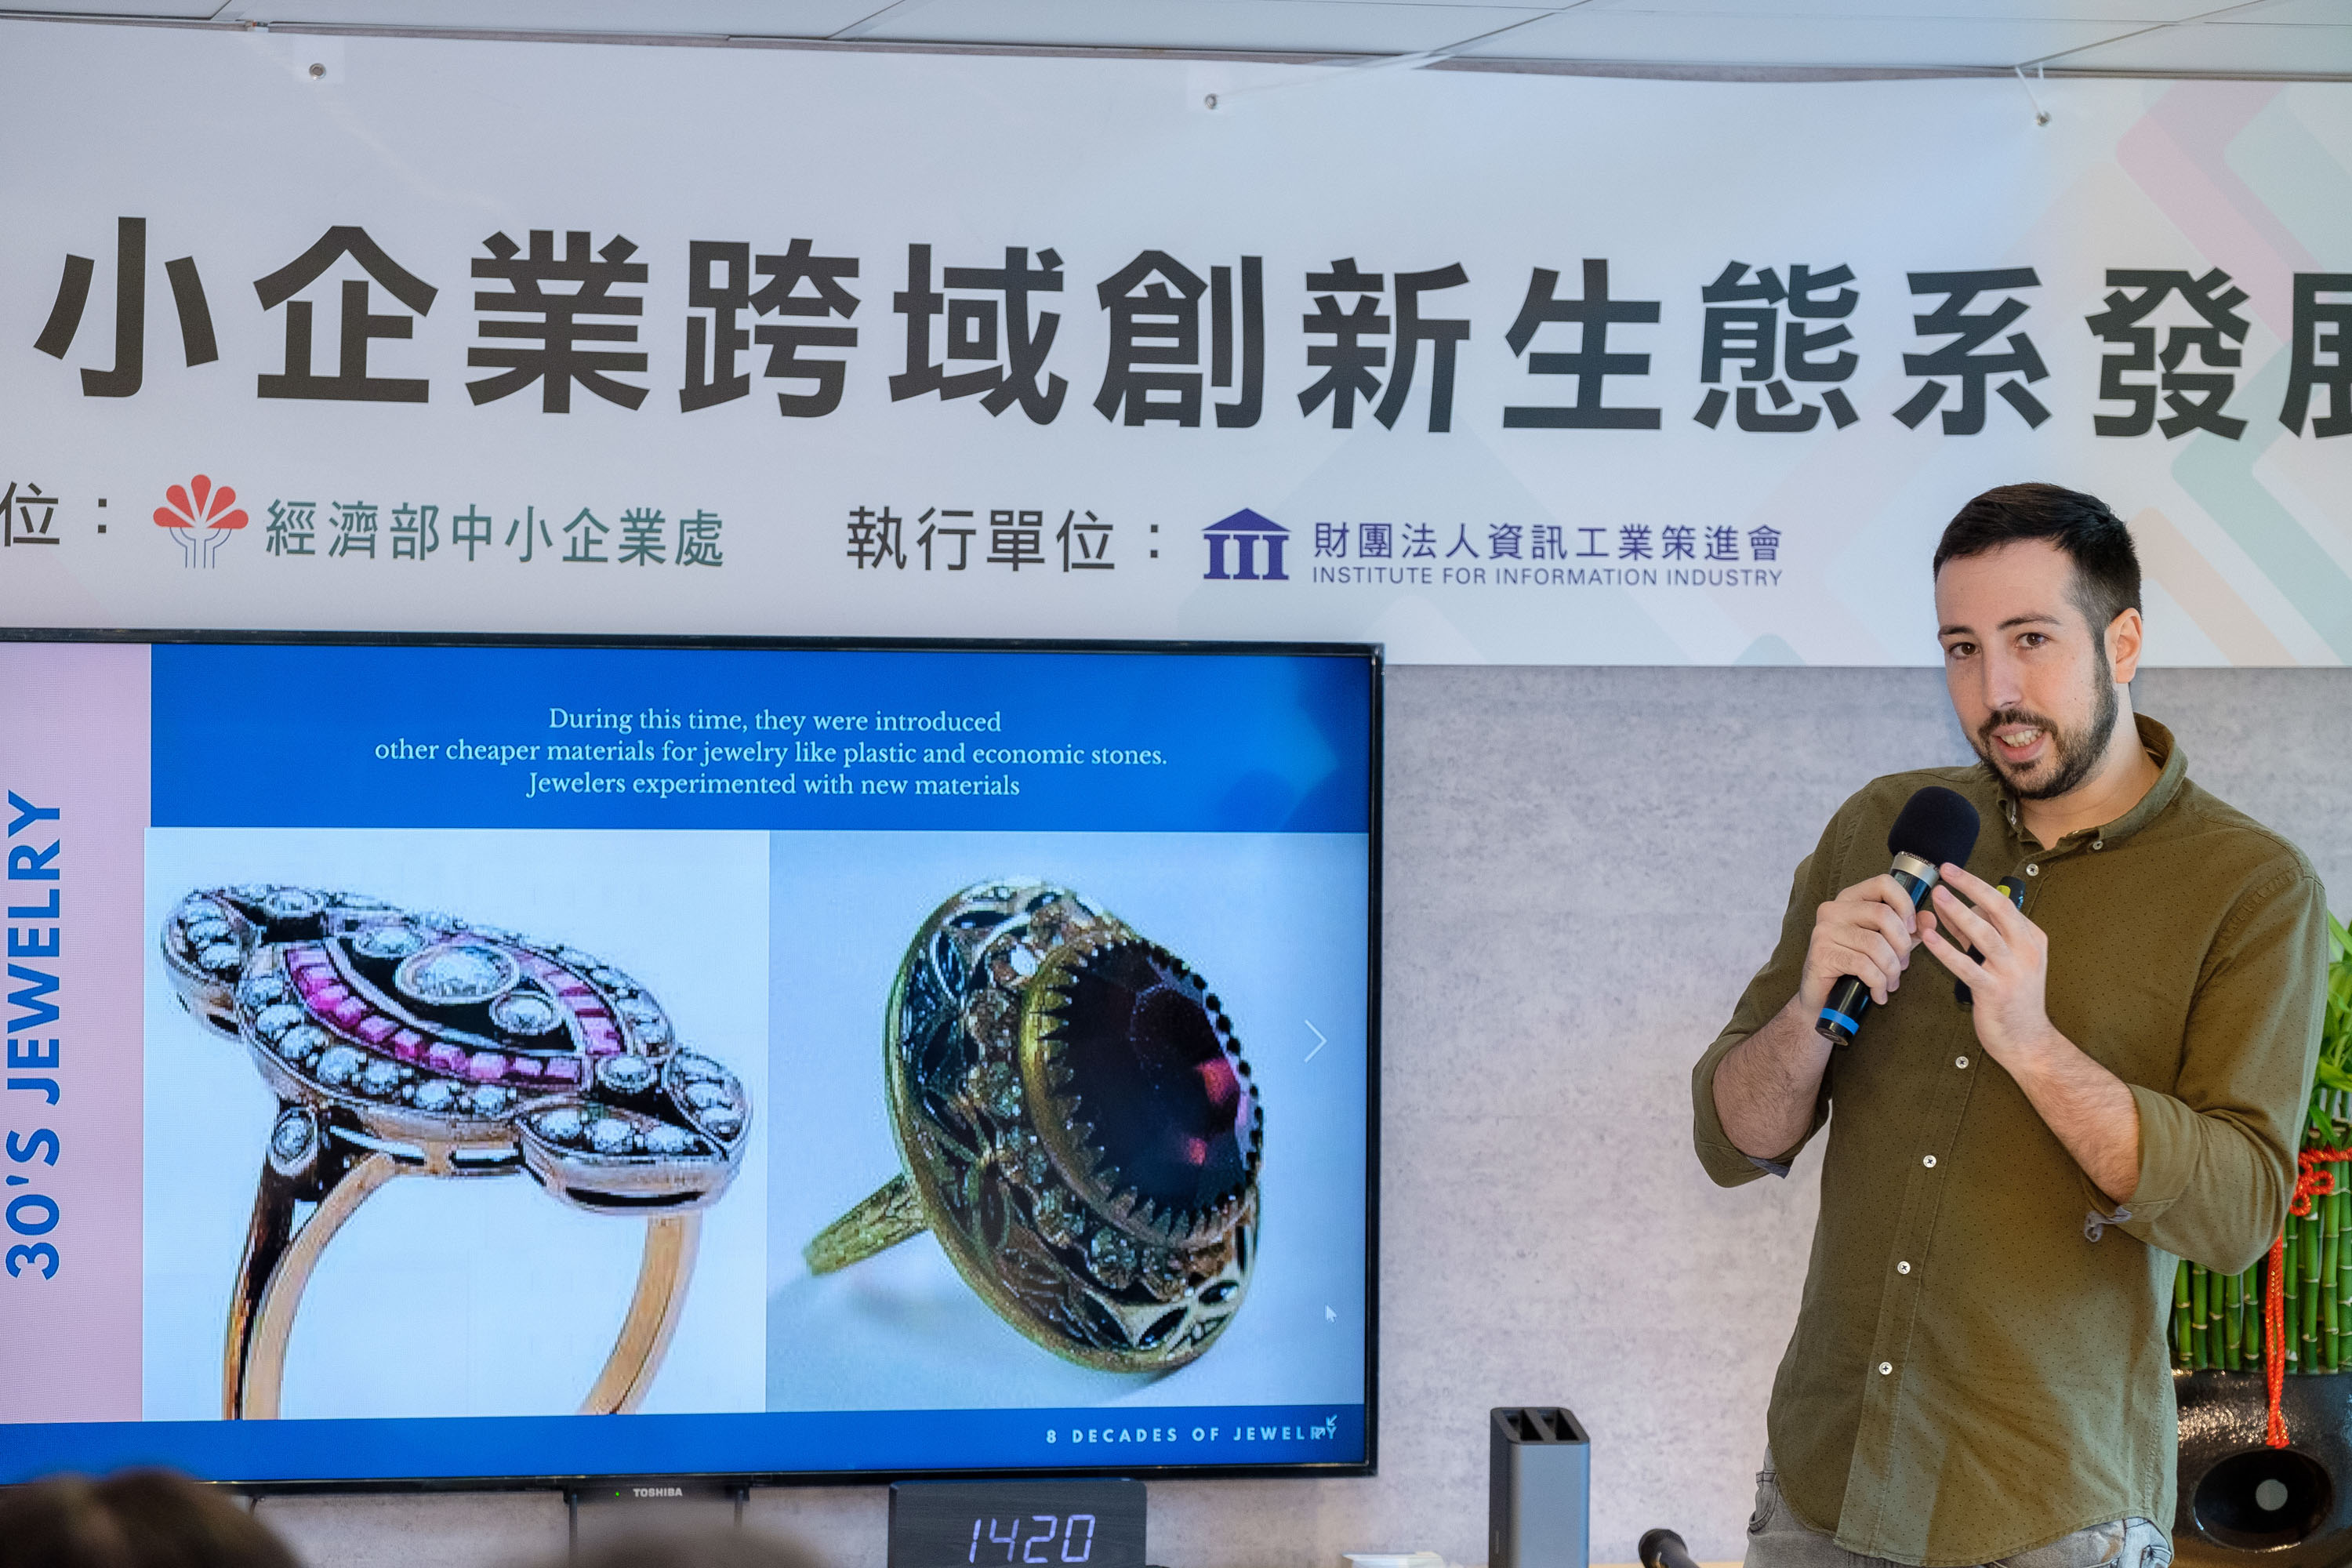 小企業跨域創新生態系發展
位：
經濟部中小企業處
執行單位：
財團法人資訊工業策進會
INSTITUTE FOR INFORMATION INDUSTRY
During this time, they were introduced
other cheaper materials for jewelry like plastic and economic stones.
Jewelers experimented with new materials
30'S JEWELRY
8 DECADES OF JEWELRY
TOSHIBA
1420